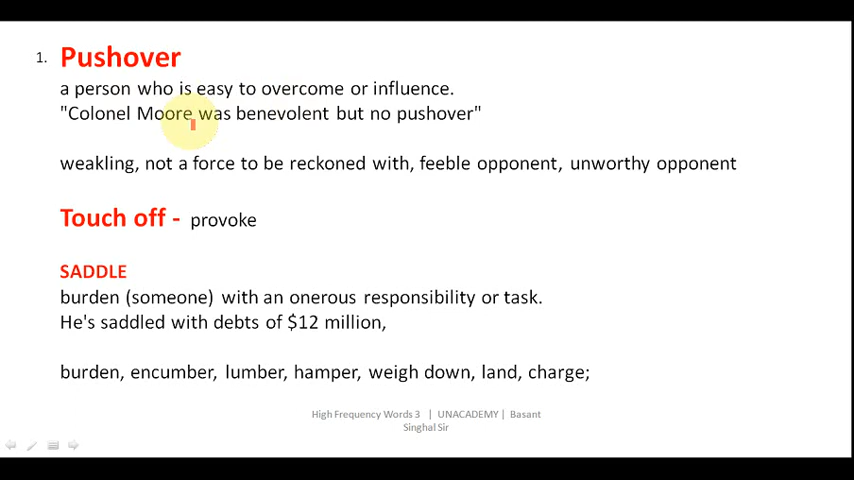 1. Pushover
a person who is easy to overcome or influence.
"Colonel Moore was benevolent but no pushover"
weakling, not a force to be reckoned with, feeble opponent, unworthy opponent
Touch off - provoke
SADDLE
burden (someone) with an onerous responsibility or task.
He's saddled with debts of $12 million,
burden, encumber, lumber, hamper, weigh down, land, charge;
High Frequency Words 3 | UNACADEMY | Basant
Singhal Sir